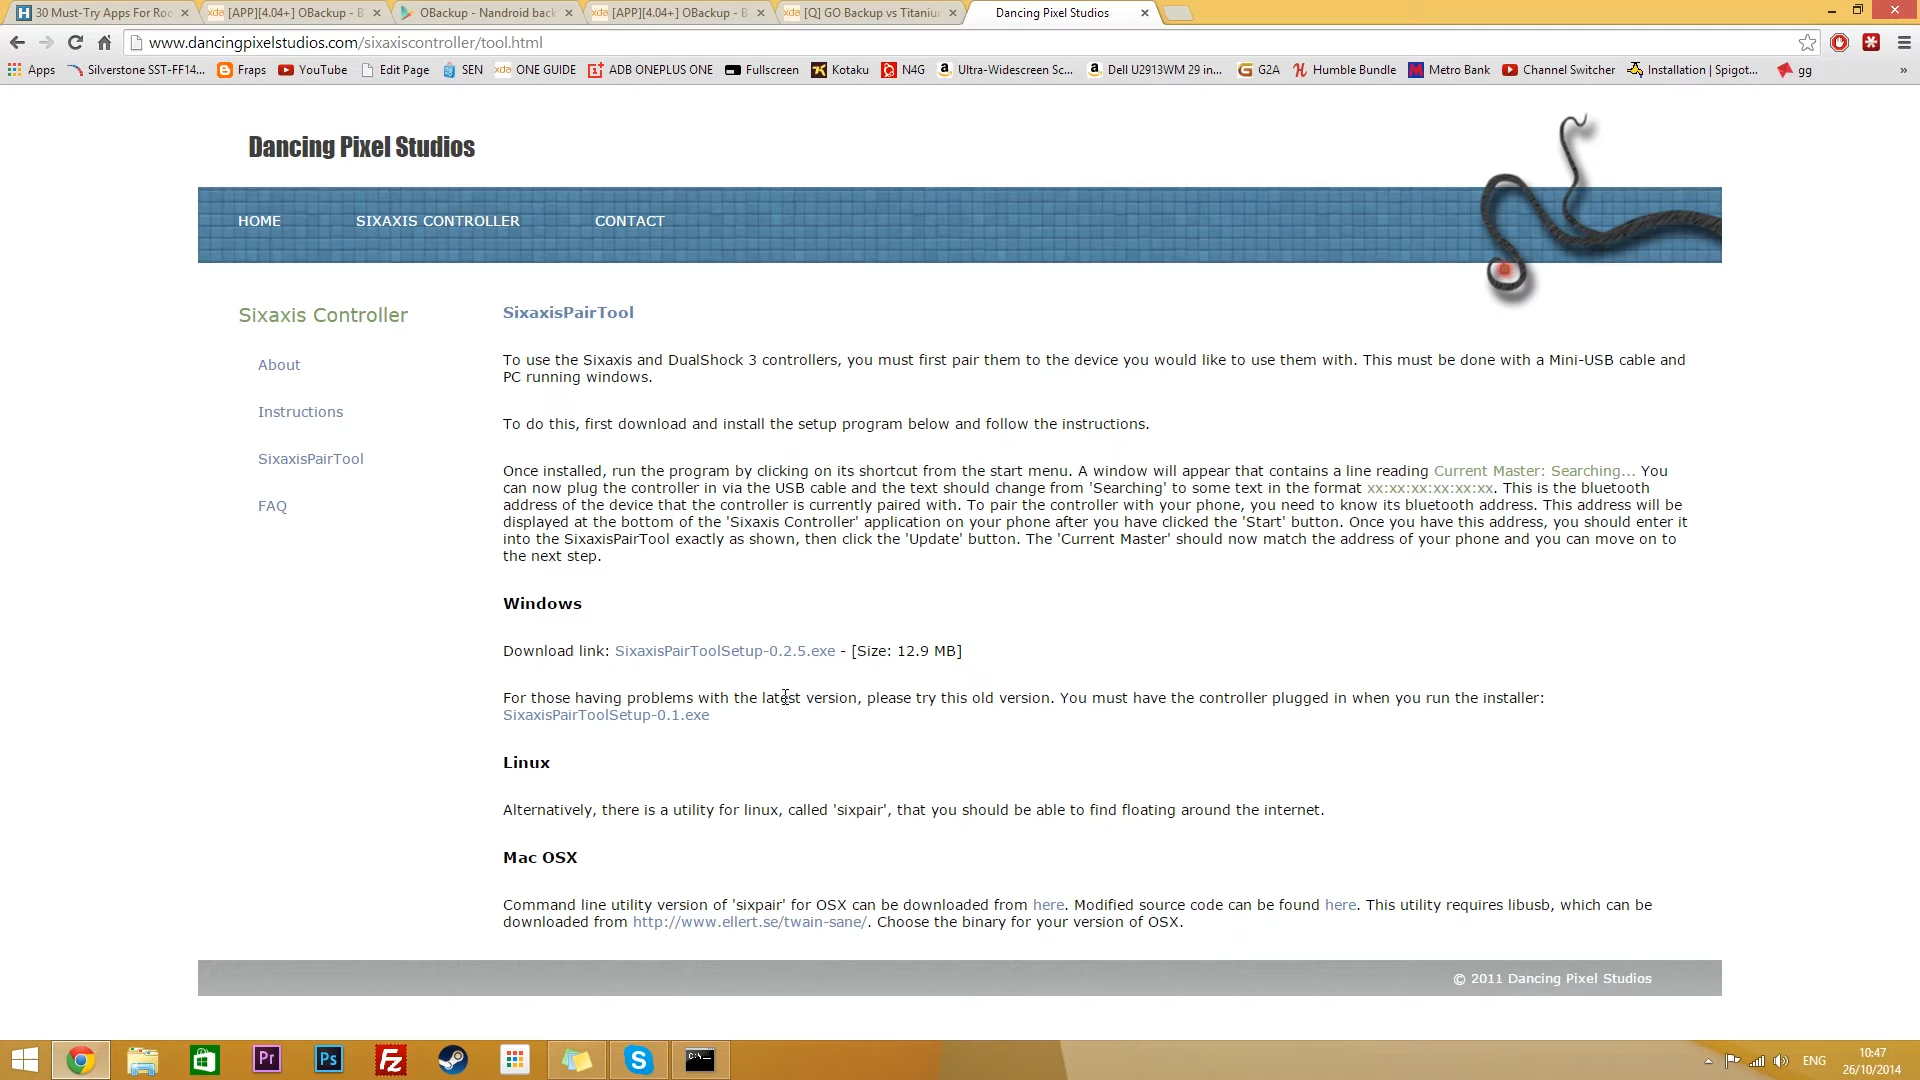 30 Must-Try Apps For Roo
[APP][4.04+] OBackup - B
OBackup - Nandroid back
[APP][4.04+] OBackup - B
[Q] GO Backup vs Titaniu
Dancing Pixel Studios
www.dancingpixelstudios.com/sixaxiscontroller/tool.html
Apps
Silverstone SST-FF14...
Fraps
YouTube
Edit Page
SEN
xda ONE GUIDE
ADB ONEPLUS ONE
Fullscreen
Kotaku
N4G
Ultra-Widescreen Sc...
Dell U2913WM 29 in...
G2A
Humble Bundle
Metro Bank
Channel Switcher
Installation | Spigot...
gg
»
Dancing Pixel Studios
HOME
SIXAXIS CONTROLLER
CONTACT
Sixaxis Controller
About
Instructions
SixaxisPairTool
FAQ
SixaxisPairTool
To use the Sixaxis and DualShock 3 controllers, you must first pair them to the device you would like to use them with. This must be done with a Mini-USB cable and
PC running windows.
To do this, first download and install the setup program below and follow the instructions.
Once installed, run the program by clicking on its shortcut from the start menu. A window will appear that contains a line reading Current Master: Searching... You
can now plug the controller in via the USB cable and the text should change from 'Searching' to some text in the format xx:xx:xx:xx:xx:xx. This is the bluetooth
address of the device that the controller is currently paired with. To pair the controller with your phone, you need to know its bluetooth address. This address will be
displayed at the bottom of the 'Sixaxis Controller' application on your phone after you have clicked the 'Start' button. Once you have this address, you should enter it
into the SixaxisPairTool exactly as shown, then click the 'Update' button. The 'Current Master' should now match the address of your phone and you can move on to
the next step.
Windows
Download link: SixaxisPairToolSetup-0.2.5.exe - [Size: 12.9 MB]
For those having problems with the latest version, please try this old version. You must have the controller plugged in when you run the installer:
SixaxisPairToolSetup-0.1.exe
Linux
Alternatively, there is a utility for linux, called 'sixpair', that you should be able to find floating around the internet.
Mac OSX
Command line utility version of 'sixpair' for OSX can be downloaded from here. Modified source code can be found here. This utility requires libusb, which can be
downloaded from http://www.ellert.se/twain-sane/. Choose the binary for your version of OSX.
© 2011 Dancing Pixel Studios
Pr
Ps
Fz
S
C:\_
ENG
10:47
26/10/2014